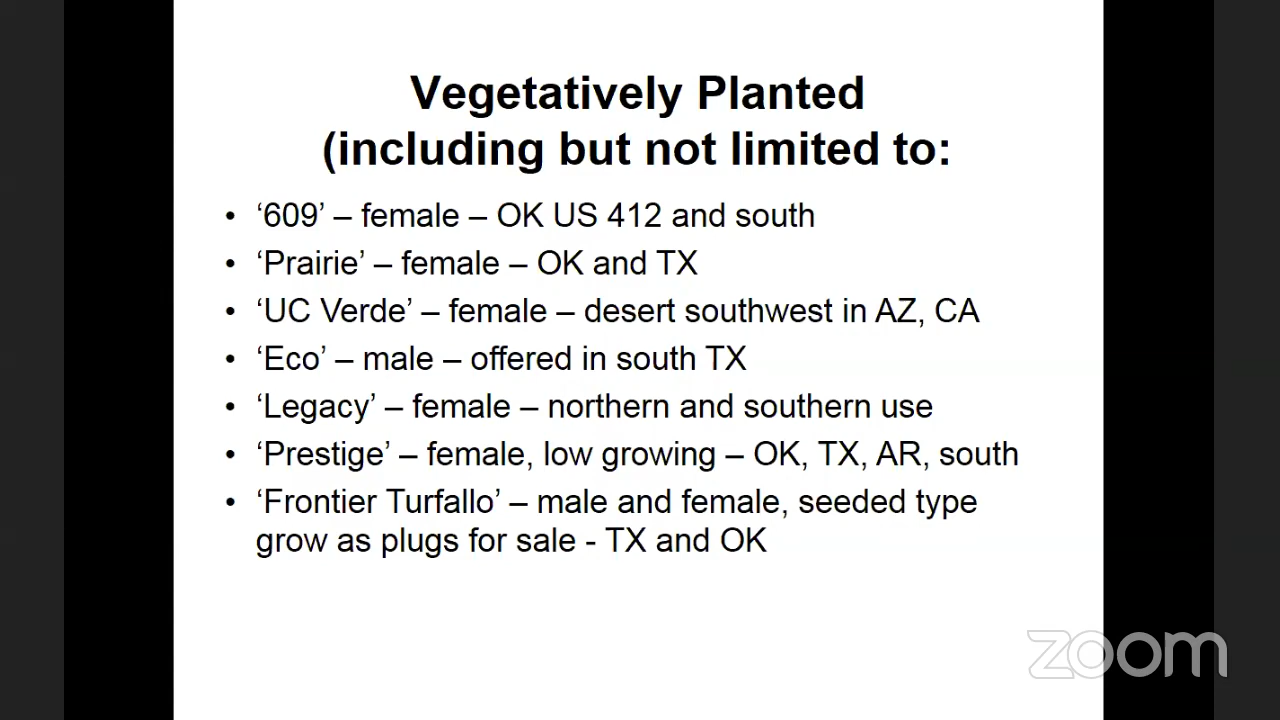 Vegetatively Planted
(including but not limited to:
• ‘609’ – female – OK US 412 and south
• ‘Prairie’ – female – OK and TX
• ‘UC Verde’ – female – desert southwest in AZ, CA
• ‘Eco’ – male – offered in south TX
• ‘Legacy’ – female – northern and southern use
• ‘Prestige’ – female, low growing – OK, TX, AR, south
• ‘Frontier Turfallo’ – male and female, seeded type
grow as plugs for sale - TX and OK
zoom